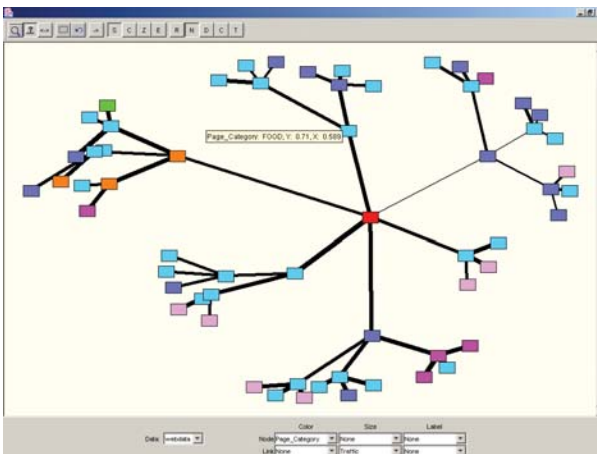 S C Z E R N D C T
Page_Category: FOOD, Y: 0.71, X: 0.589
Color Size Label
Data: webdata Node: Page_Category None None
Link: None Traffic None